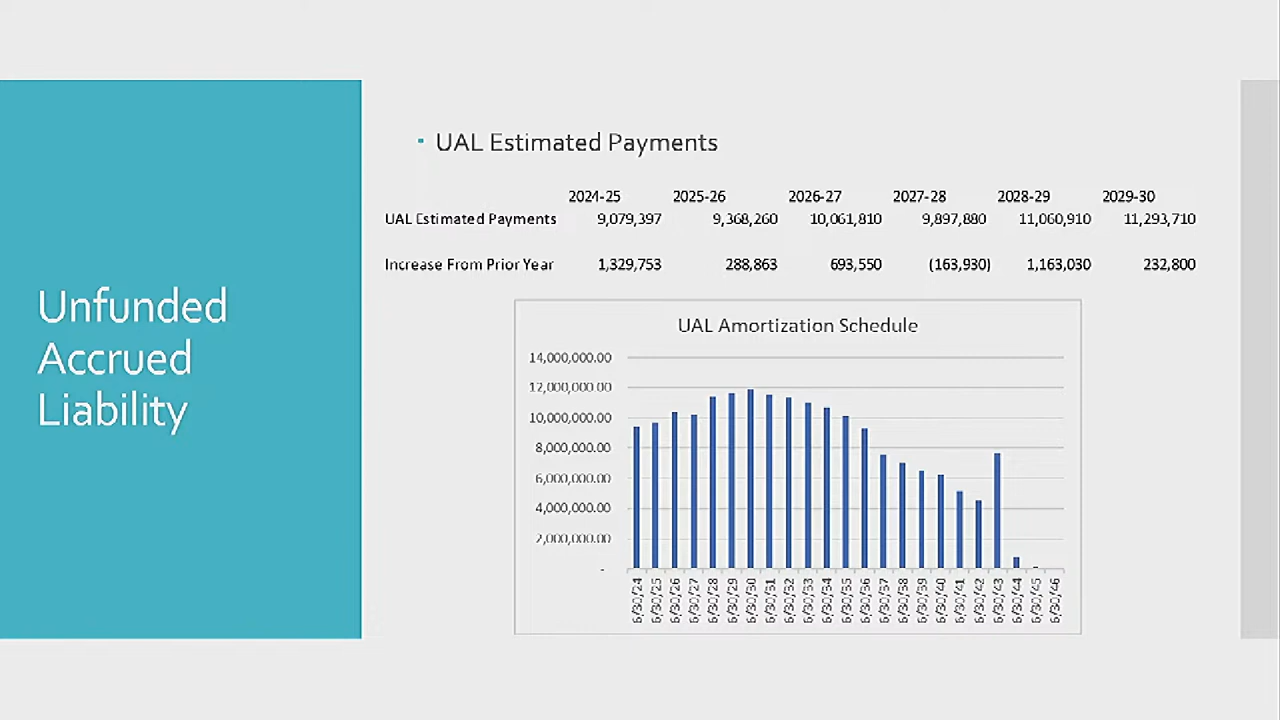 Unfunded
Accrued
Liability
UAL Estimated Payments
2024-25 2025-26 2026-27 2027-28 2028-29 2029-30
UAL Estimated Payments 9,079,397 9,368,260 10,061,810 9,897,880 11,060,910 11,293,710
Increase From Prior Year 1,329,753 288,863 693,550 (163,930) 1,163,030 232,800
UAL Amortization Schedule
14,000,000.00
12,000,000.00
10,000,000.00
8,000,000.00
6,000,000.00
4,000,000.00
2,000,000.00
-
6/30/24 6/30/25 6/30/26 6/30/27 6/30/28 6/30/29 6/30/30 6/30/31 6/30/32 6/30/33 6/30/34 6/30/35 6/30/36 6/30/37 6/30/38 6/30/39 6/30/40 6/30/41 6/30/42 6/30/43 6/30/44 6/30/45 6/30/46